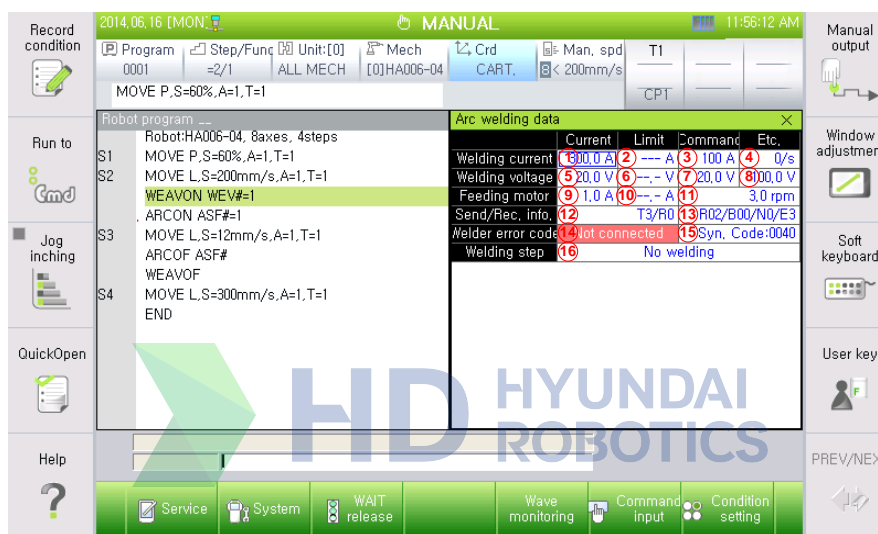 Record condition
Run to
Cmd
Jog inching
QuickOpen
Help
2014.06.16 [MON]
MANUAL
11:56:12 AM
P Program
0001
Step/Func
=2/1
Unit:[0]
ALL MECH
Mech
[0]HA006-04
Crd
CART.
Man. spd
8< 200mm/s
T1
CP1
MOVE P,S=60%,A=1,T=1
Robot program __
Robot:HA006-04, 8axes, 4steps
S1 MOVE P,S=60%,A=1,T=1
S2 MOVE L,S=200mm/s,A=1,T=1
WEAVON WEV#=1
ARCON ASF#=1
S3 MOVE L,S=12mm/s,A=1,T=1
ARCOF ASF#
WEAVOF
S4 MOVE L,S=300mm/s,A=1,T=1
END
Arc welding data
Current Limit Command Etc.
Welding current 1 300.0 A 2 --- A 3 100 A 4 0/s
Welding voltage 5 20.0 V 6 --.- V 7 20.0 V 8 100.0 V
Feeding motor 9 1.0 A 10 --.- A 11 3.0 rpm
Send/Rec. info. 12 T3/R0 13 R02/B00/N0/E3
Welder error code 14 Not connected 15 Syn. Code:0040
Welding step 16 No welding
HD HYUNDAI
ROBOTICS
Service
System
WAIT release
Wave monitoring
Command input
Condition setting
Manual output
Window adjustmen
Soft keyboard
User key
F
PREV/NEX